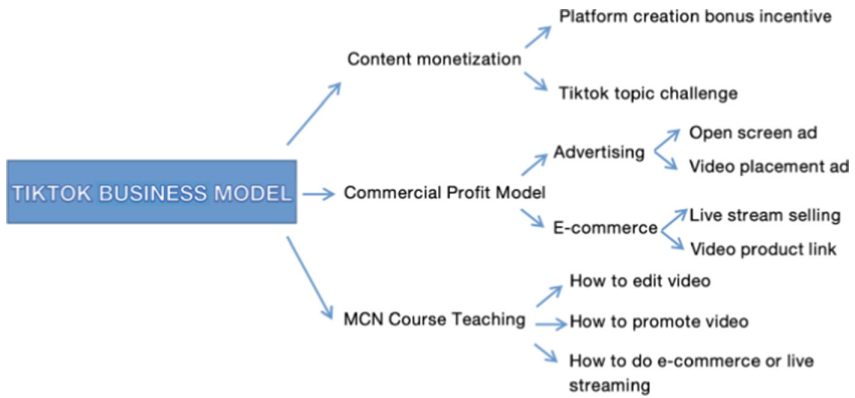 TIKTOK BUSINESS MODEL
Content monetization
Platform creation bonus incentive
Tiktok topic challenge
Commercial Profit Model
Advertising
Open screen ad
Video placement ad
E-commerce
Live stream selling
Video product link
MCN Course Teaching
How to edit video
How to promote video
How to do e-commerce or live
streaming